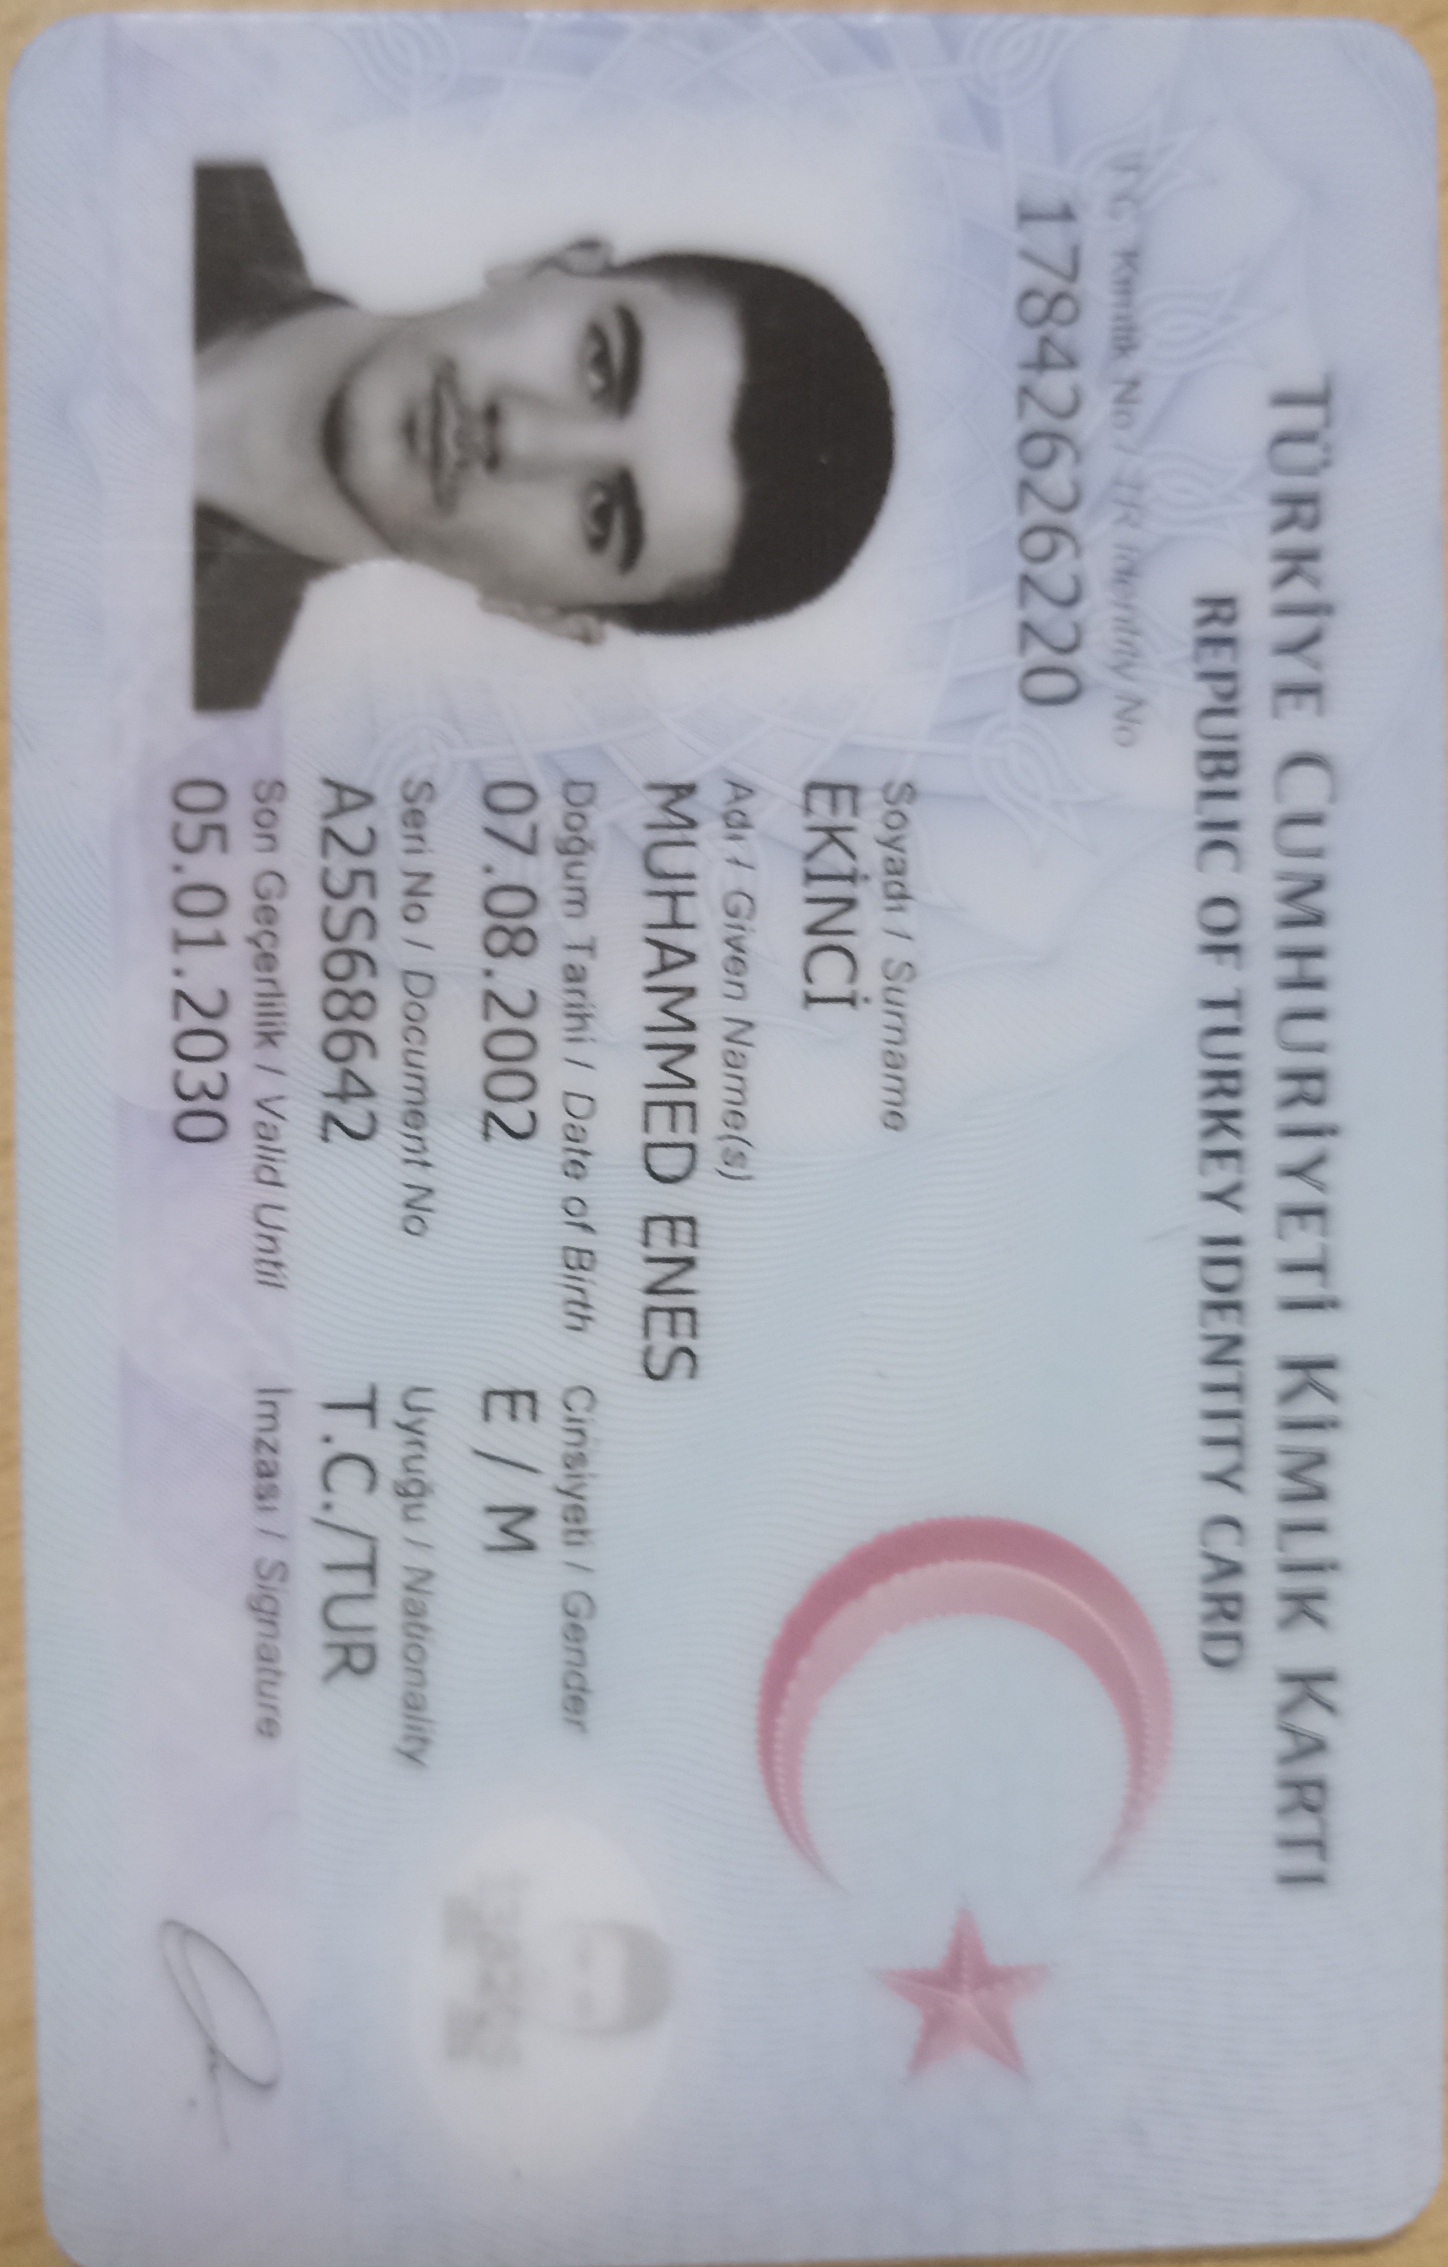 TÜRKİYE CUMHURİYETİ KİMLİK KARTI
REPUBLIC OF TURKEY IDENTITY CARD
T.C. Kimlik No / TR Identity No
17842626220
Soyadı / Surname
EKİNCİ
Adı / Given Name(s)
MUHAMMED ENES
Doğum Tarihi / Date of Birth Cinsiyeti / Gender
07.08.2002 E / M
Seri No / Document No Uyruğu / Nationality
A25S68642 T.C./TUR
Son Geçerlilik / Valid Until İmzası / Signature
05.01.2030